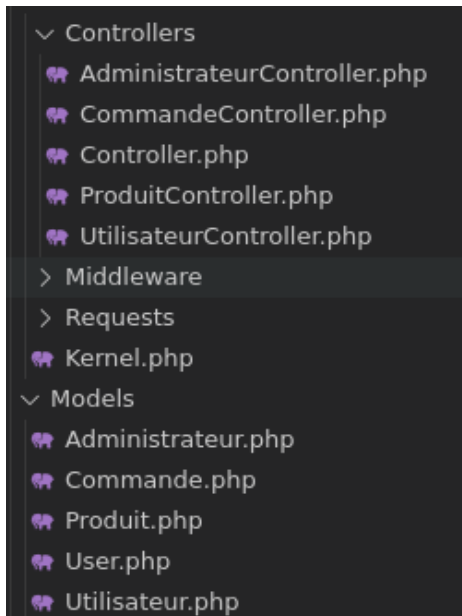 Controllers
AdministrateurController.php
CommandeController.php
Controller.php
ProduitController.php
UtilisateurController.php
Middleware
Requests
Kernel.php
Models
Administrateur.php
Commande.php
Produit.php
User.php
Utilisateur.php